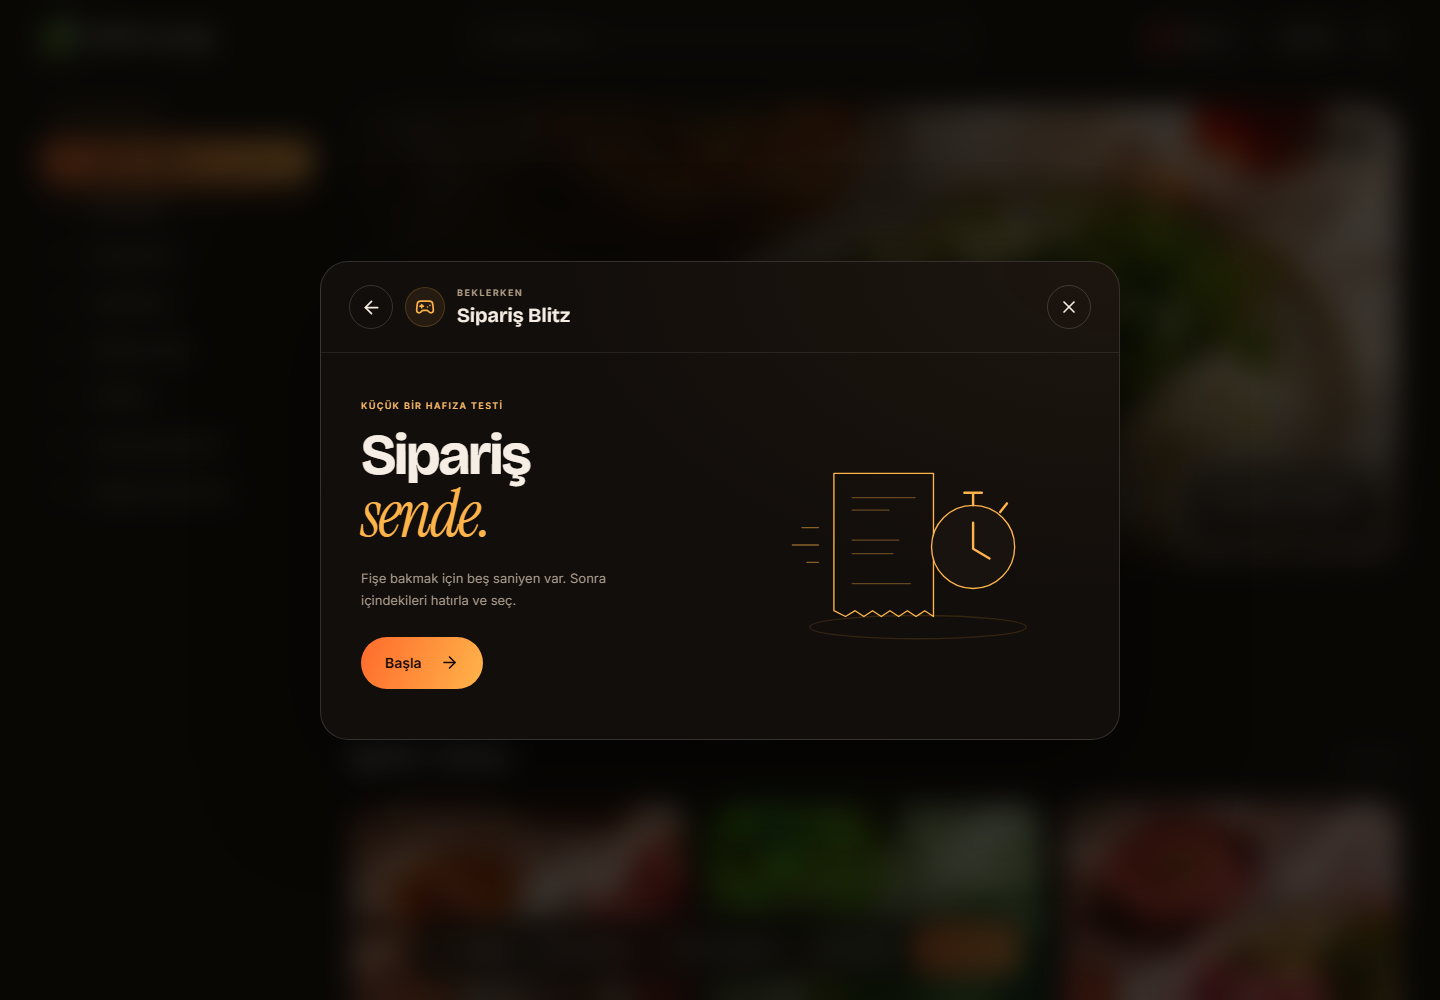 BEKLERKEN
Sipariş Blitz
KÜÇÜK BİR HAFIZA TESTİ
Sipariş
sende.
Fişe bakmak için beş saniyen var. Sonra
içindekileri hatırla ve seç.
Başla